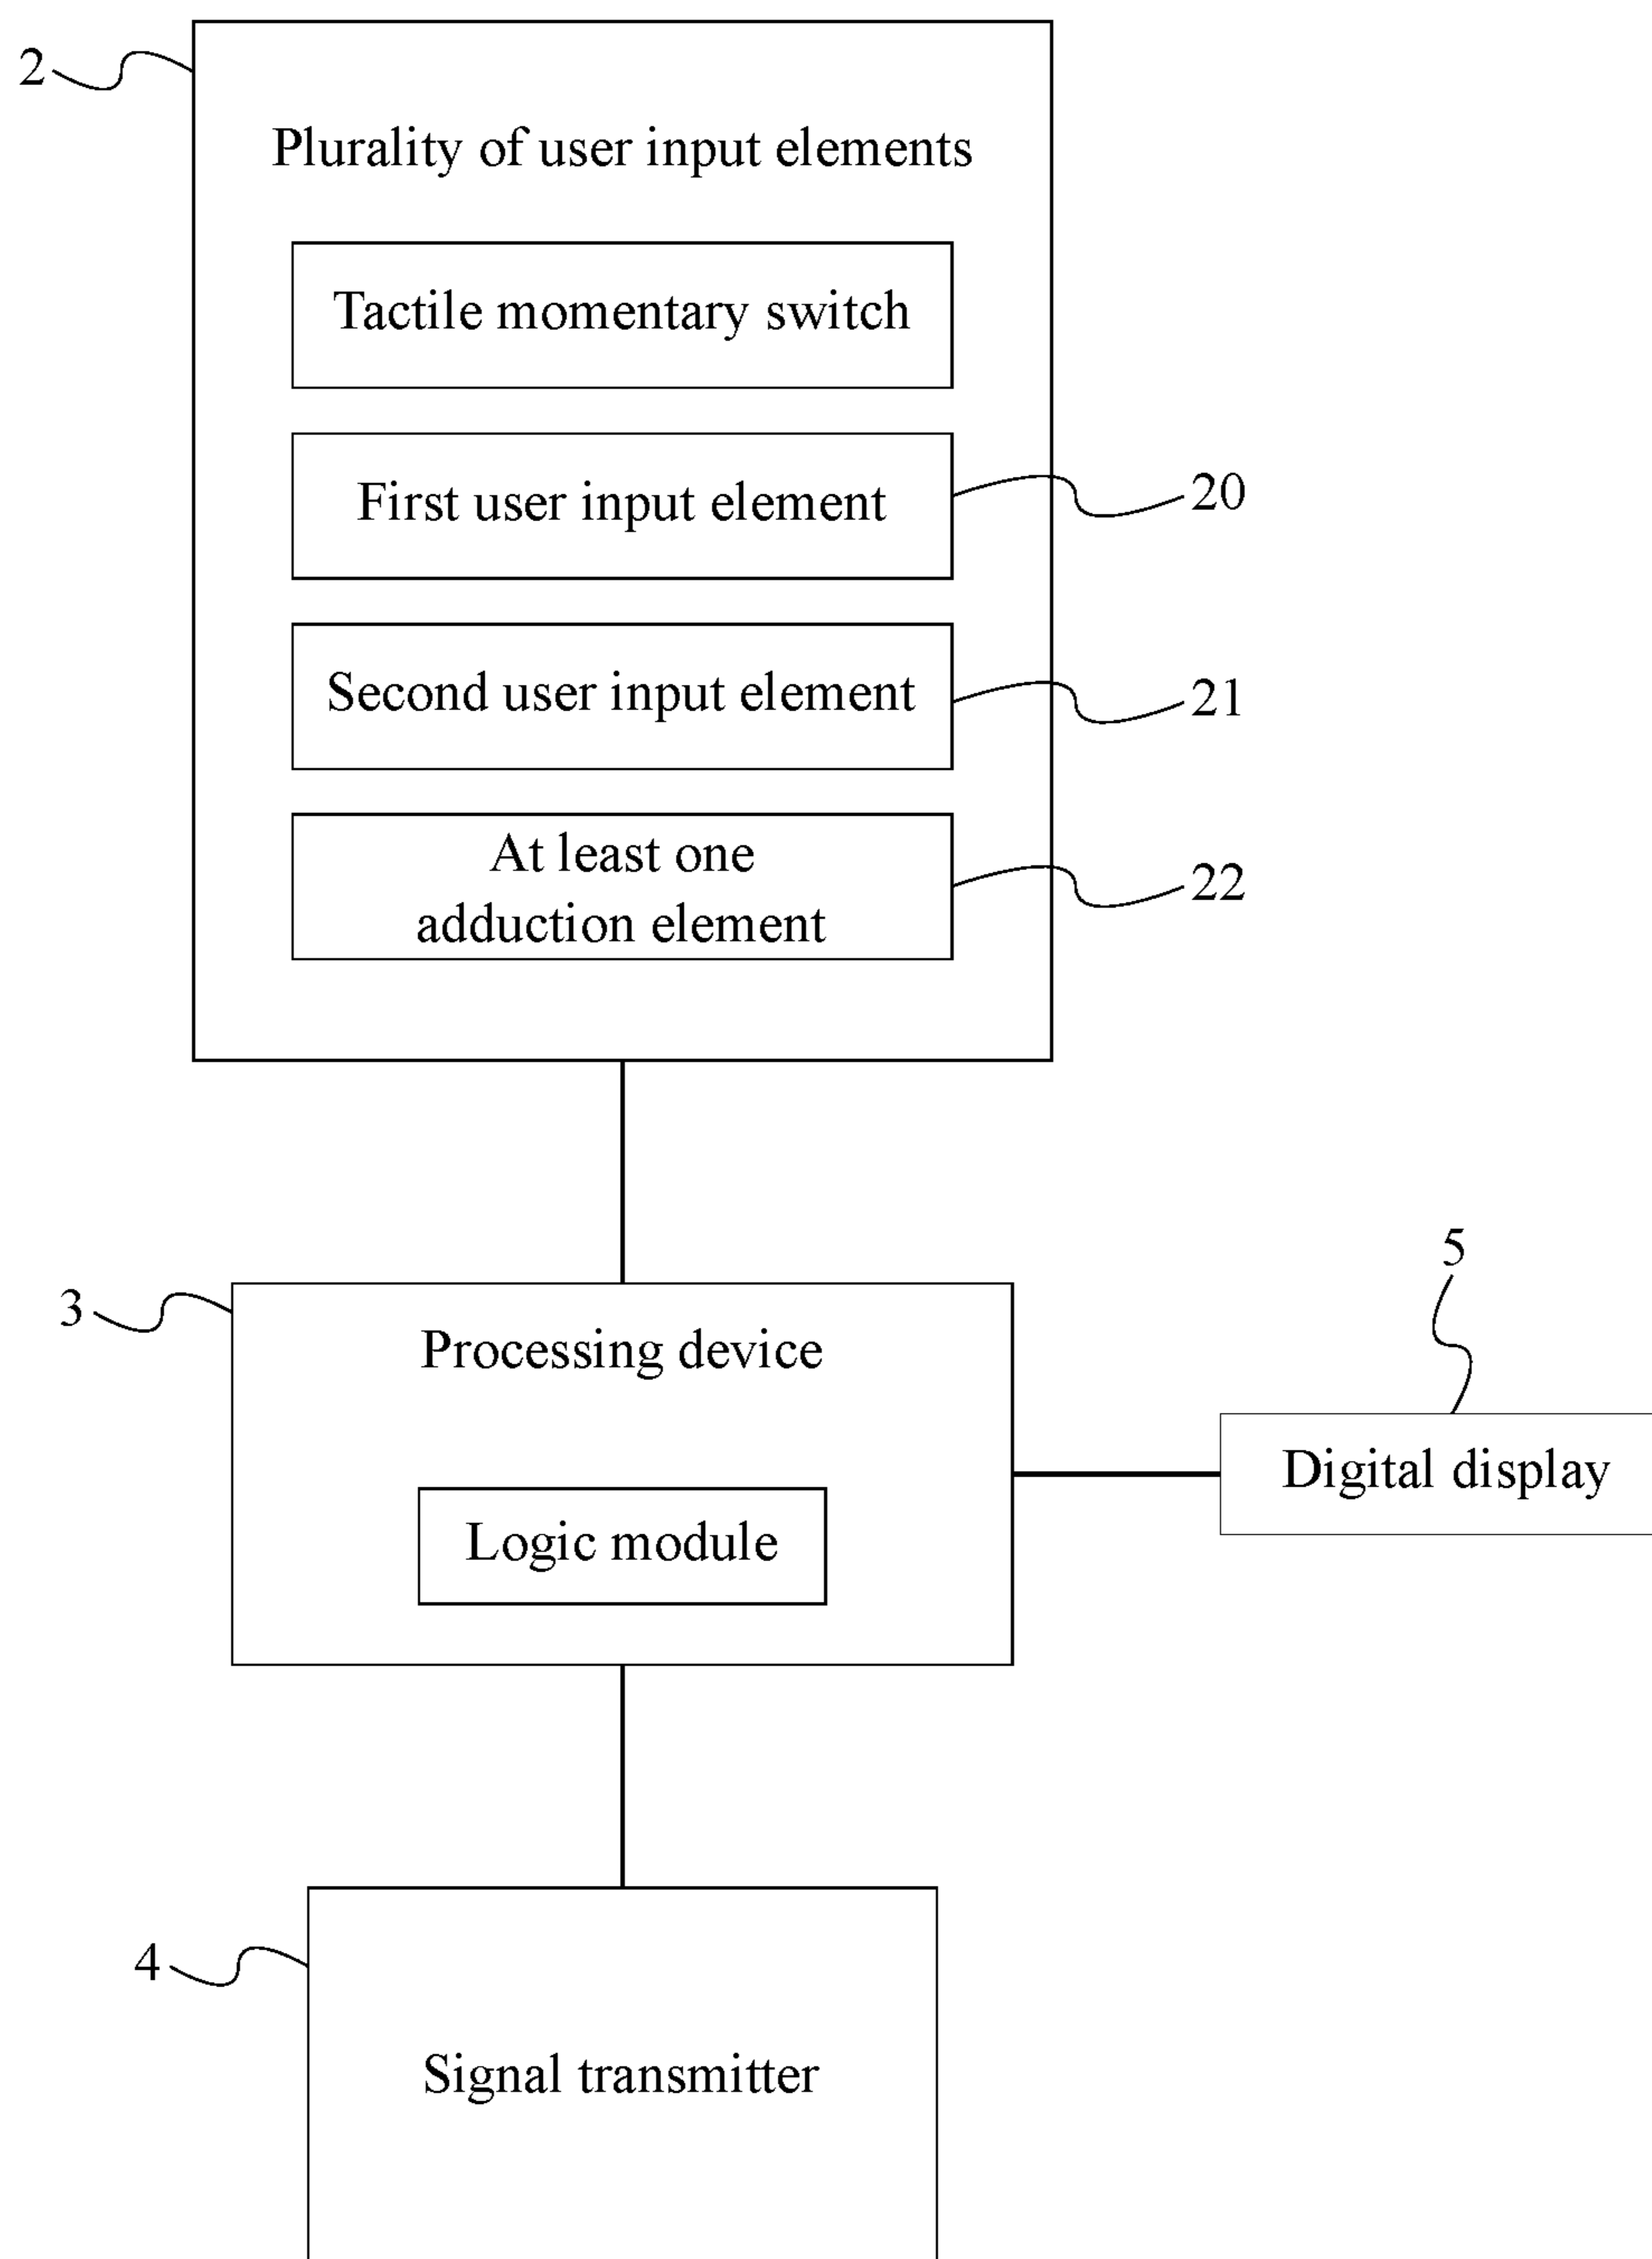 2
Plurality of user input elements
Tactile momentary switch
First user input element
20
Second user input element
21
At least one
adduction element
22
3
Processing device
5
Digital display
Logic module
4
Signal transmitter